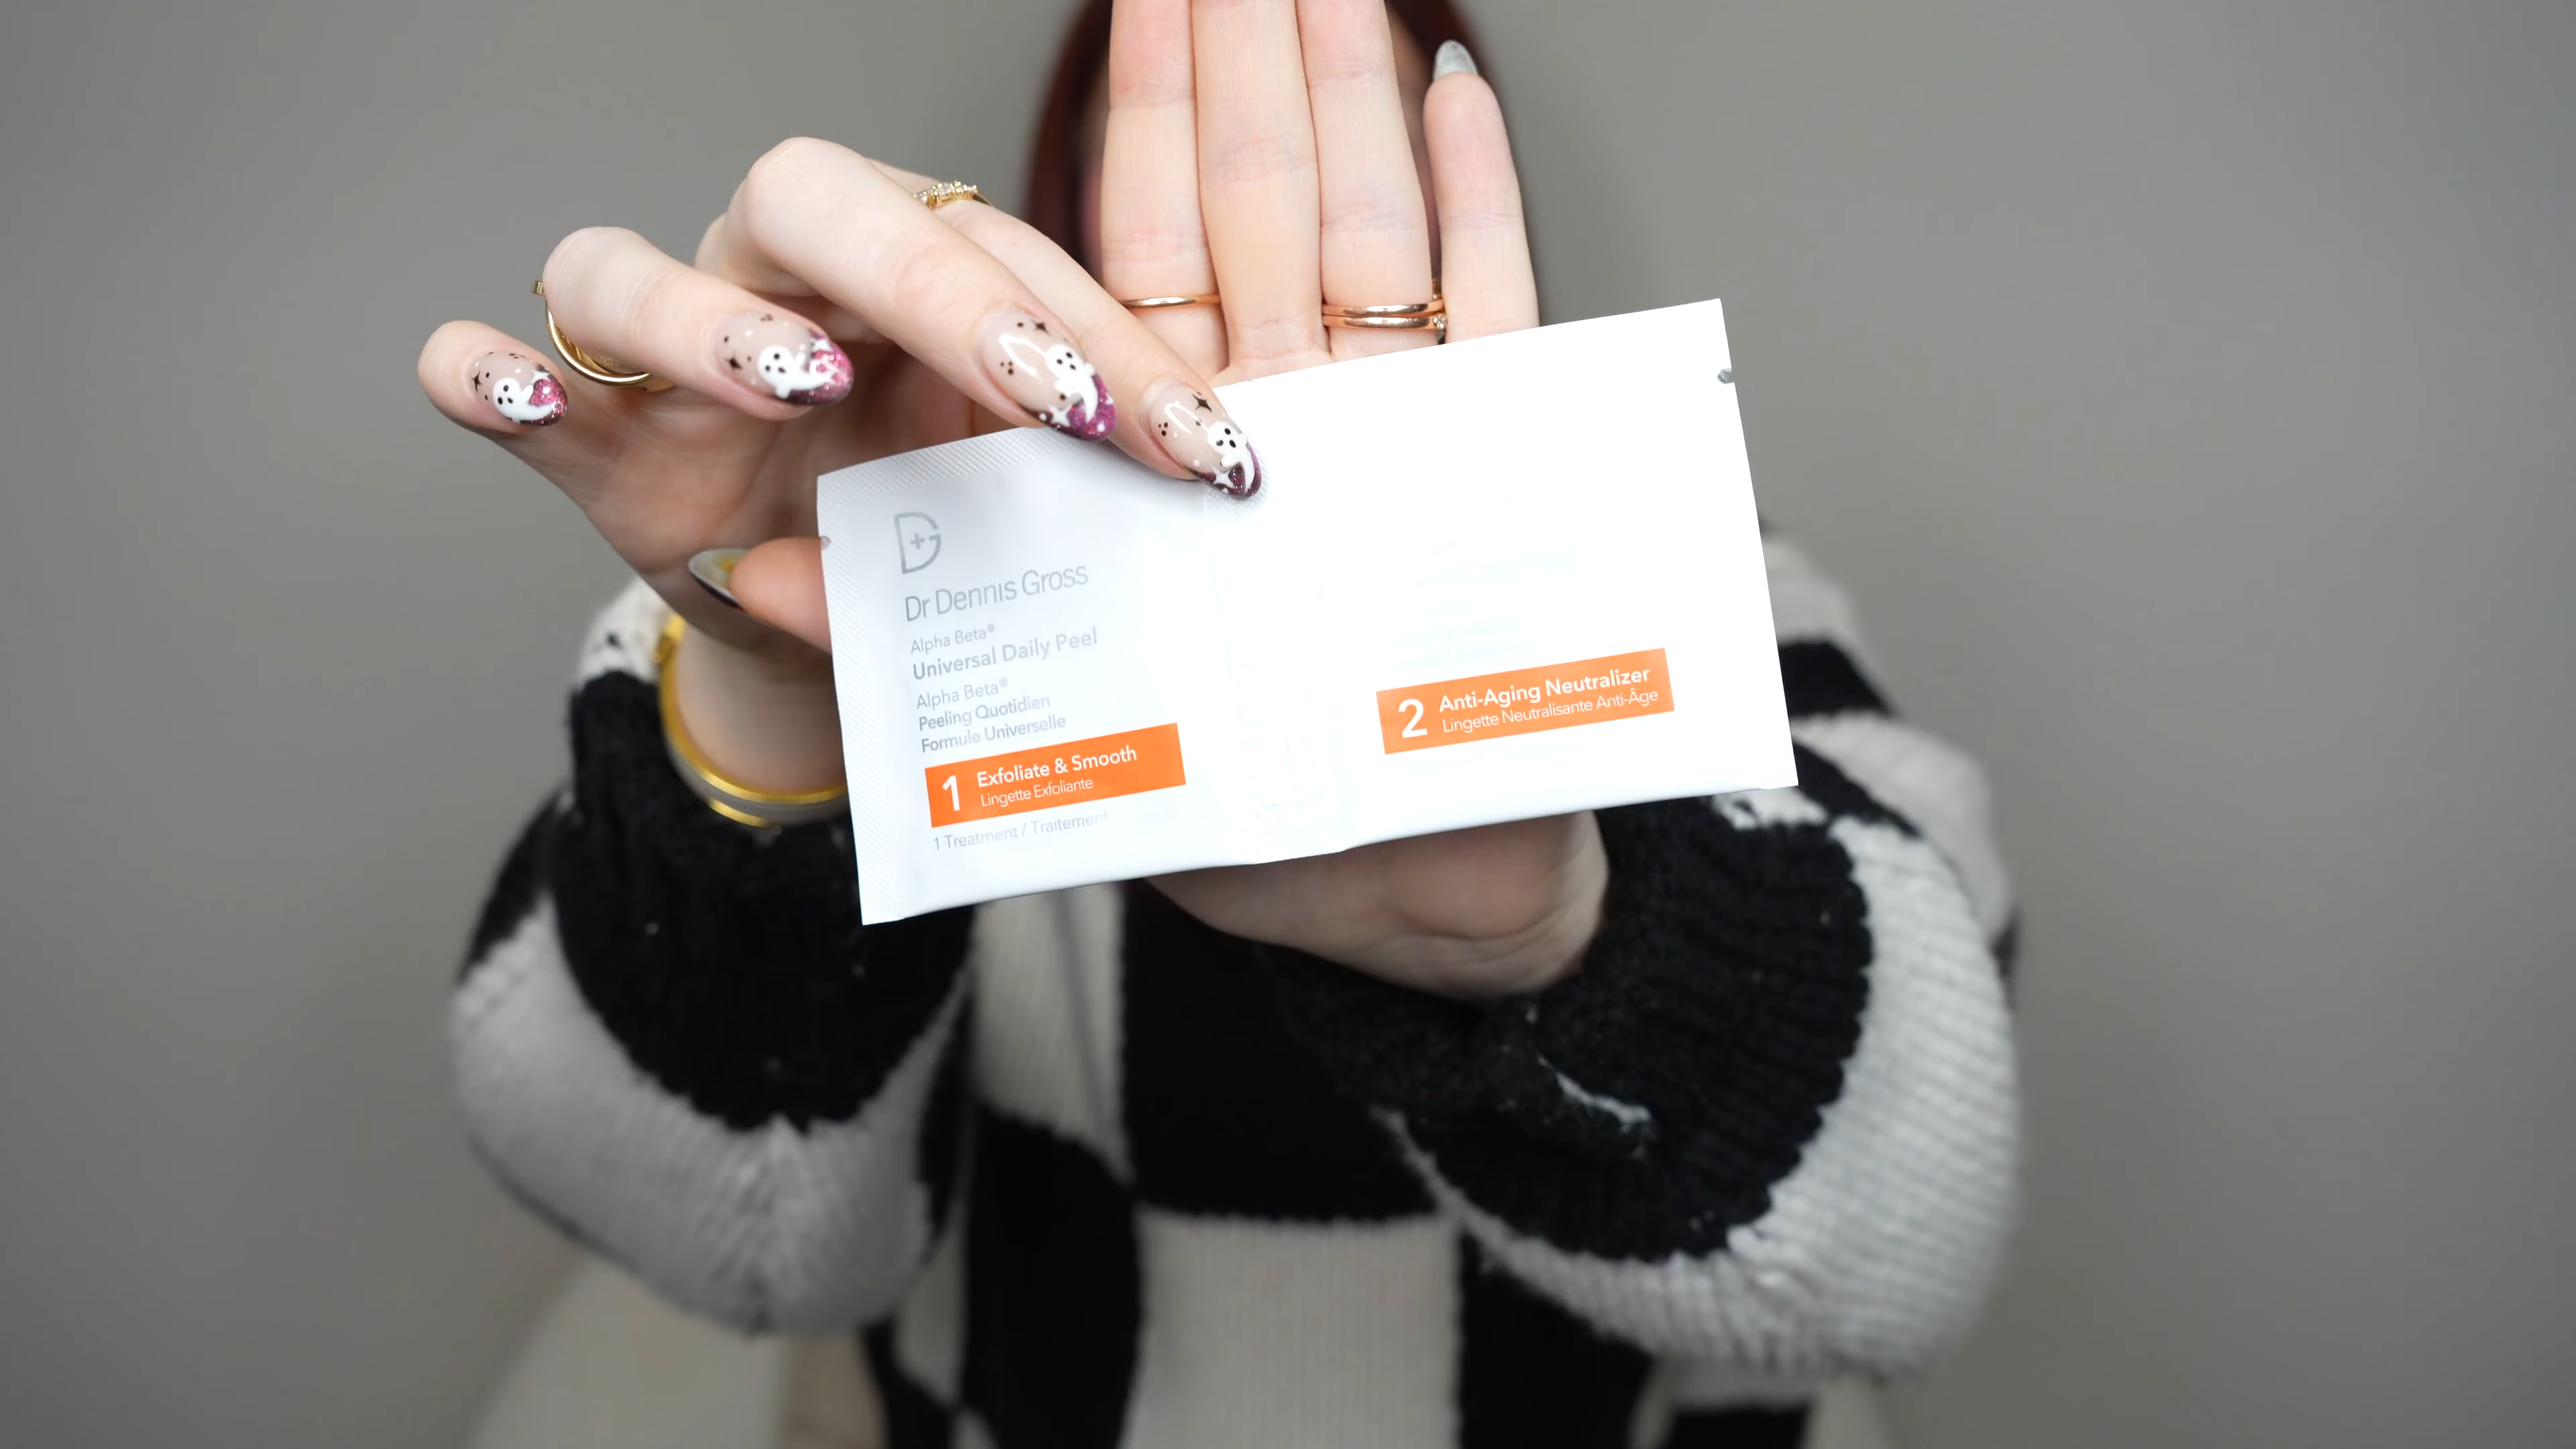 Dr Dennis Gross
Alpha Beta®
Universal Daily Peel
Alpha Beta®
Peeling Quotidien
Formule Universelle
1 Exfoliate & Smooth
Lingette Exfoliante
1 Treatment / Traitement
2 Anti-Aging Neutralizer
Lingette Neutralisante Anti-Âge